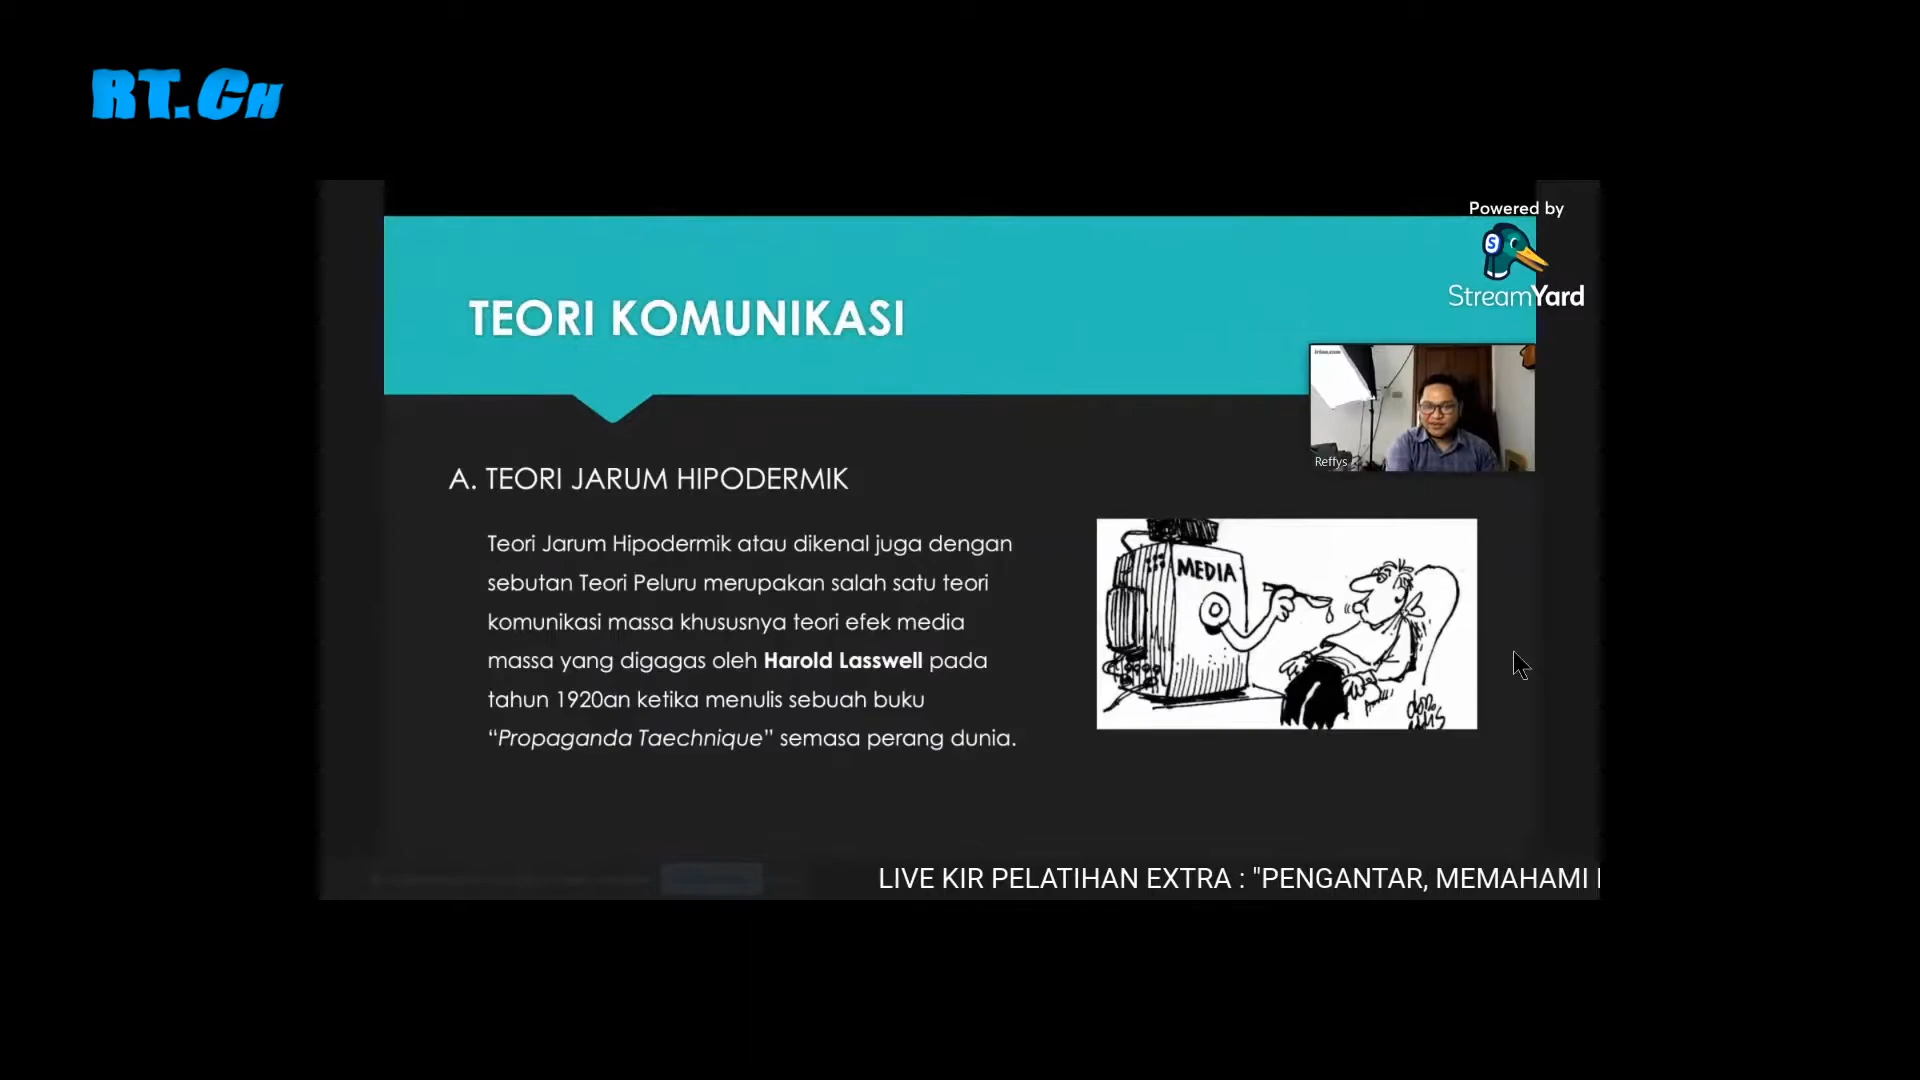 RT.CH
Powered by
StreamYard
TEORI KOMUNIKASI
Reffys
A. TEORI JARUM HIPODERMIK
Teori Jarum Hipodermik atau dikenal juga dengan
sebutan Teori Peluru merupakan salah satu teori
komunikasi massa khususnya teori efek media
massa yang digagas oleh Harold Lasswell pada
tahun 1920an ketika menulis sebuah buku
“Propaganda Taechnique” semasa perang dunia.
MEDIA
LIVE KIR PELATIHAN EXTRA : "PENGANTAR, MEMAHAMI